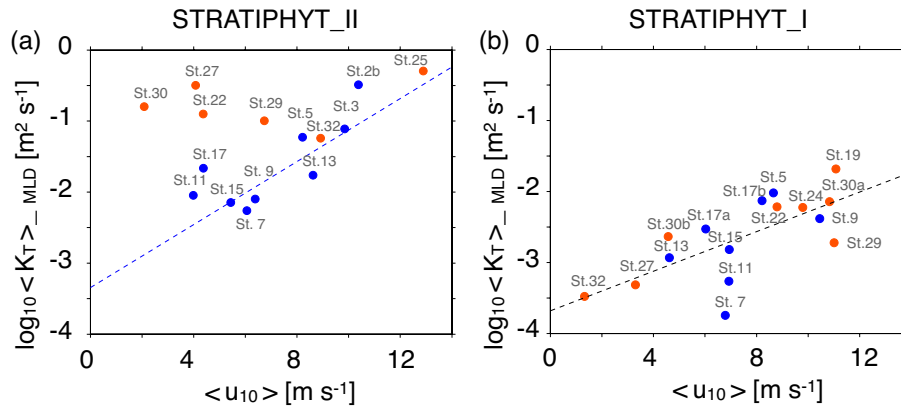 STRATIPHYT_II
(a)
0
-1
-2
-3
-4
log10 < KT >_ MLD [m2 s-1]
St.25
St.27
St.2b
St.30
St.22
St.29
St.5
St.3
St.32
St.17
St.13
St.11
St.15
St. 9
St. 7
0 4 8 12
< u10 > [m s-1]
STRATIPHYT_I
(b)
0
-1
-2
-3
-4
log10 < KT >_ MLD [m2 s-1]
St.19
St.5
St.30a
St.17b
St.24
St.22
St.9
St.30b
St.17a
St.29
St.13
St.15
St.11
St.27
St.32
St. 7
0 4 8 12
< u10 > [m s-1]